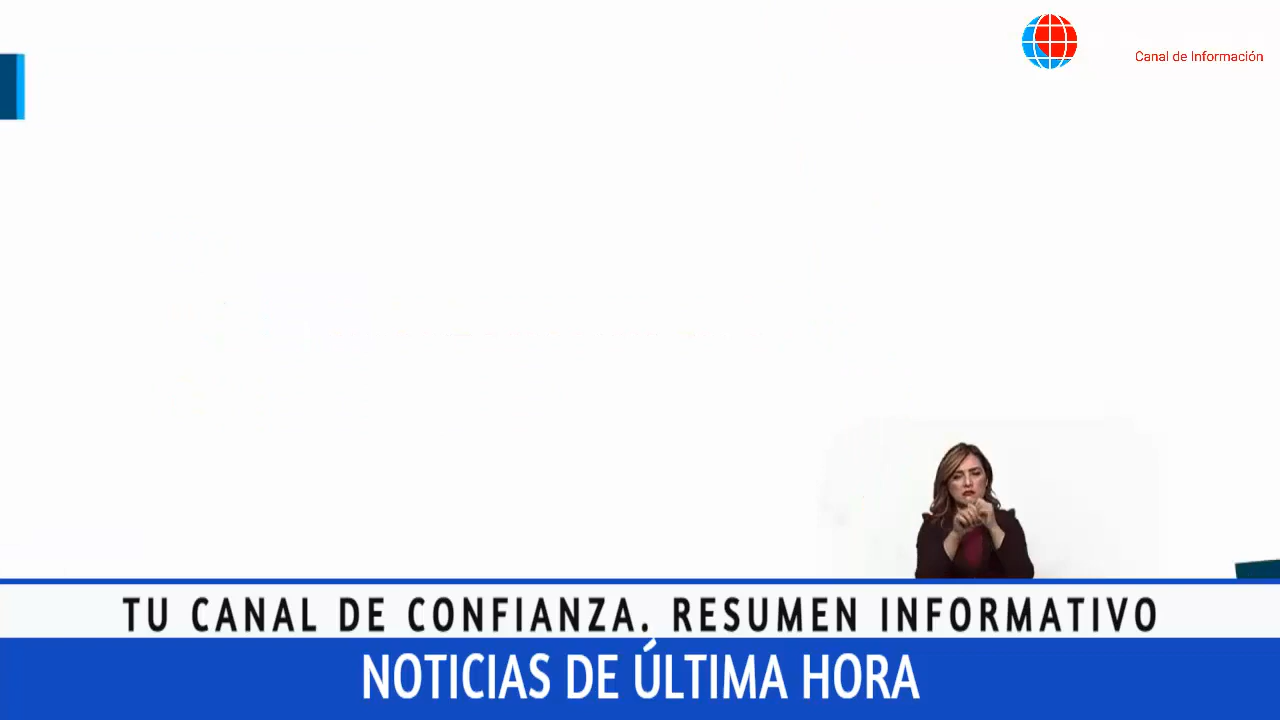 Canal de Información
TU CANAL DE CONFIANZA. RESUMEN INFORMATIVO
NOTICIAS DE ÚLTIMA HORA